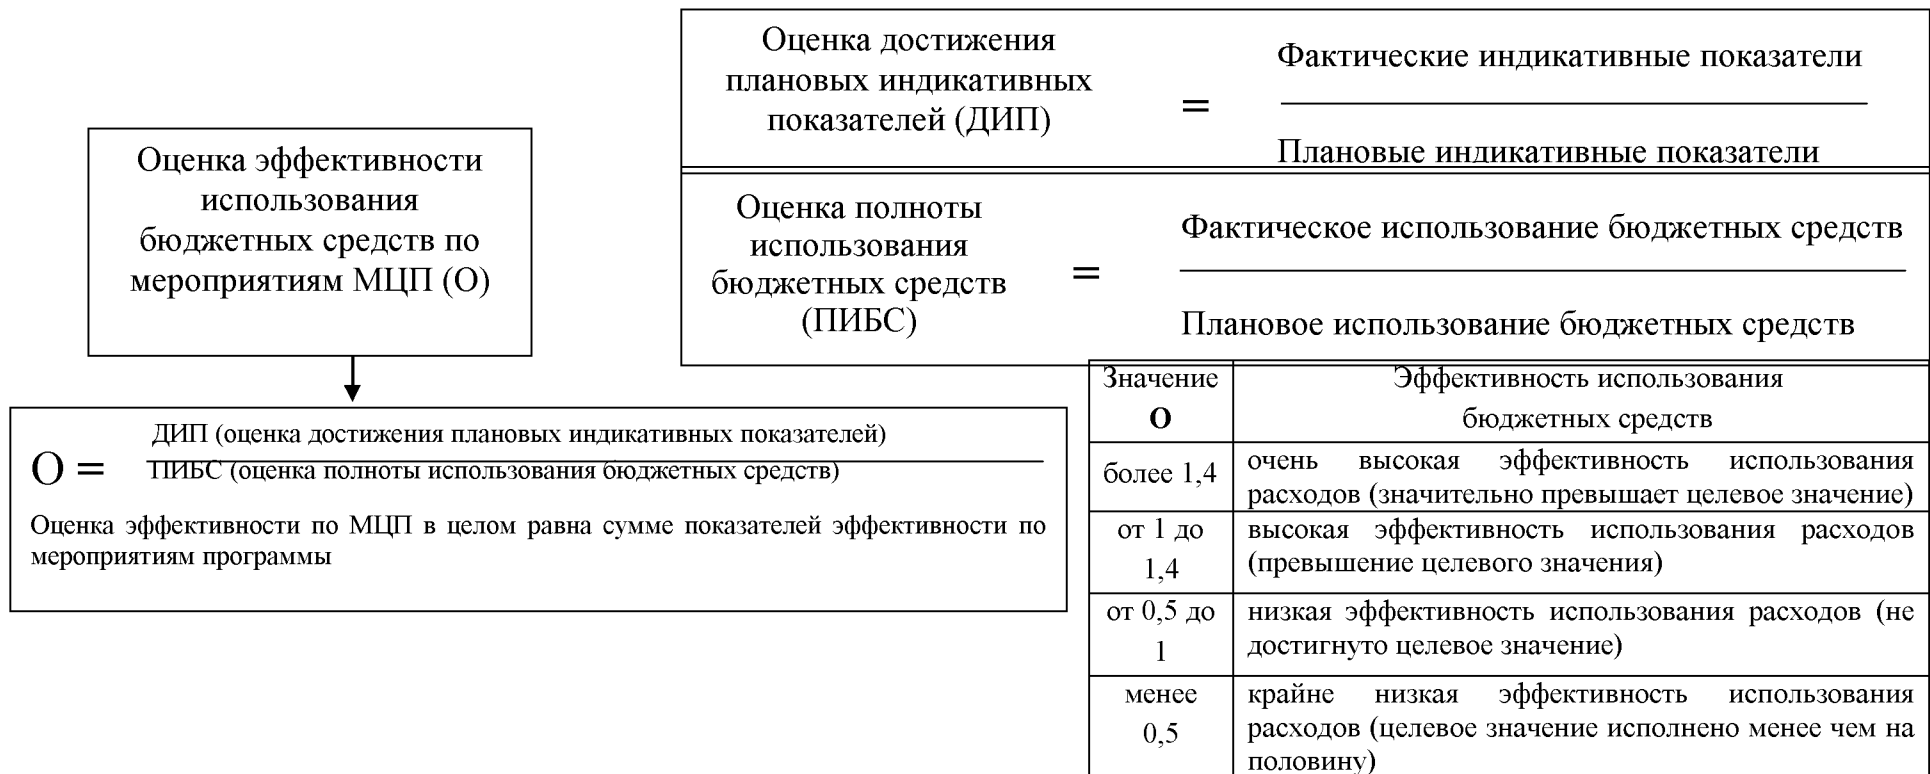 Оценка эффективности
использования
бюджетных средств по
мероприятиям МЦП (О)
Оценка достижения
плановых индикативных
показателей (ДИП)
=
Фактические индикативные показатели
Плановые индикативные показатели
Оценка полноты
использования
бюджетных средств
(ПИБС)
=
Фактическое использование бюджетных средств
Плановое использование бюджетных средств
О =
ДИП (оценка достижения плановых индикативных показателей)
ПИБС (оценка полноты использования бюджетных средств)
Оценка эффективности по МЦП в целом равна сумме показателей эффективности по
мероприятиям программы
Значение
О
Эффективность использования
бюджетных средств
более 1,4
очень высокая эффективность использования
расходов (значительно превышает целевое значение)
от 1 до
1,4
высокая эффективность использования расходов
(превышение целевого значения)
от 0,5 до
1
низкая эффективность использования расходов (не
достигнуто целевое значение)
менее
0,5
крайне низкая эффективность использования
расходов (целевое значение исполнено менее чем на
половину)